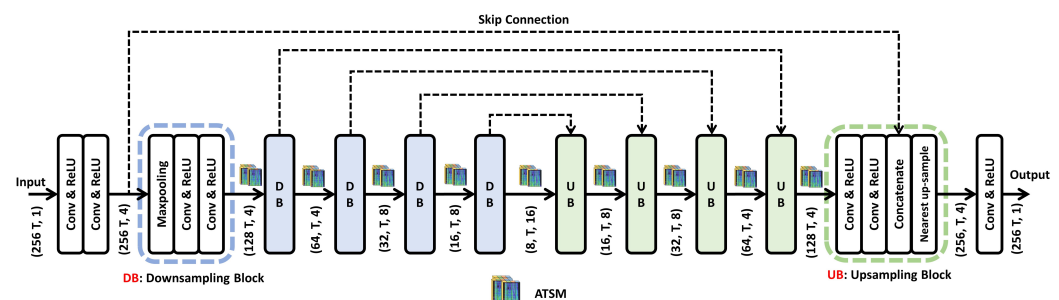 Skip Connection
Input
(256 T, 1)
Conv & ReLU
Conv & ReLU
(256 T, 4)
Maxpooling
Conv & ReLU
Conv & ReLU
(128 T, 4)
D
B
(64, T, 4)
D
B
(32, T, 8)
D
B
(16, T, 8)
D
B
(8, T, 16)
U
B
(16, T, 8)
U
B
(32, T, 8)
U
B
(64, T, 4)
U
B
(128 T, 4)
Conv & ReLU
Conv & ReLU
Concatenate
Nearest up-sample
(256, T, 4)
Conv & ReLU
Output
(256 T, 1)
DB: Downsampling Block
UB: Upsampling Block
ATSM